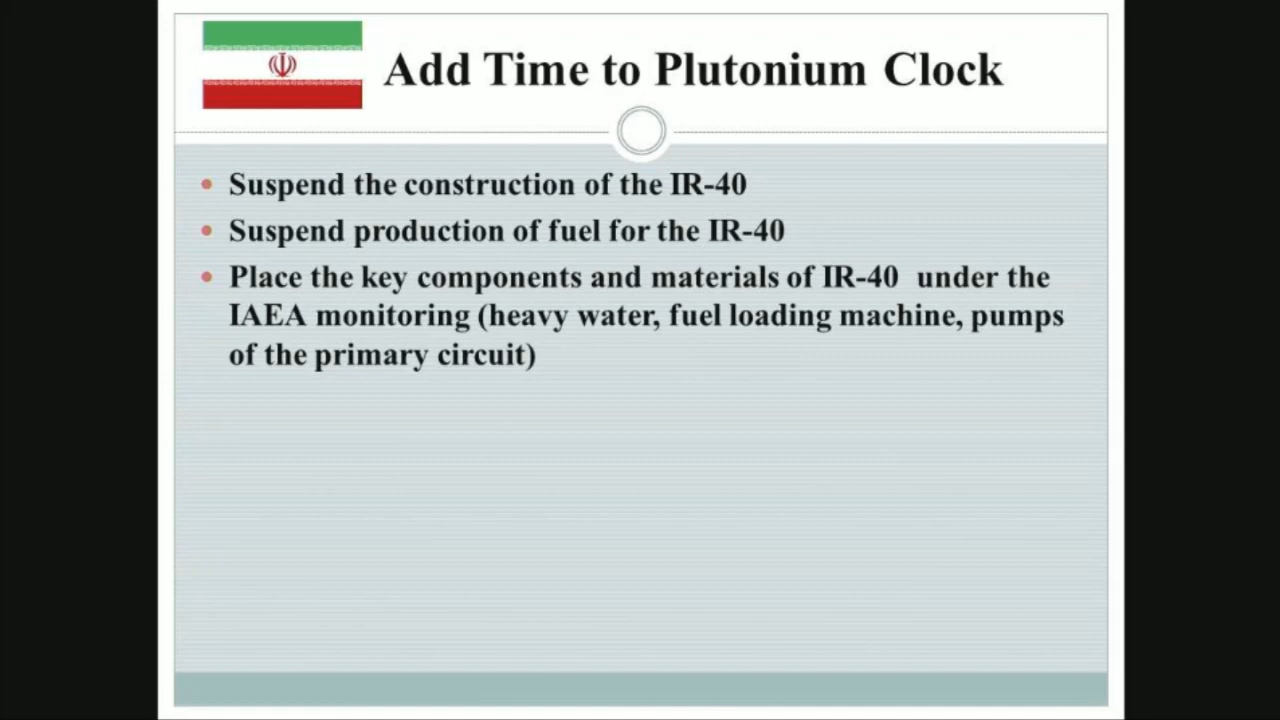 Add Time to Plutonium Clock
• Suspend the construction of the IR-40
• Suspend production of fuel for the IR-40
• Place the key components and materials of IR-40  under the
IAEA monitoring (heavy water, fuel loading machine, pumps
of the primary circuit)